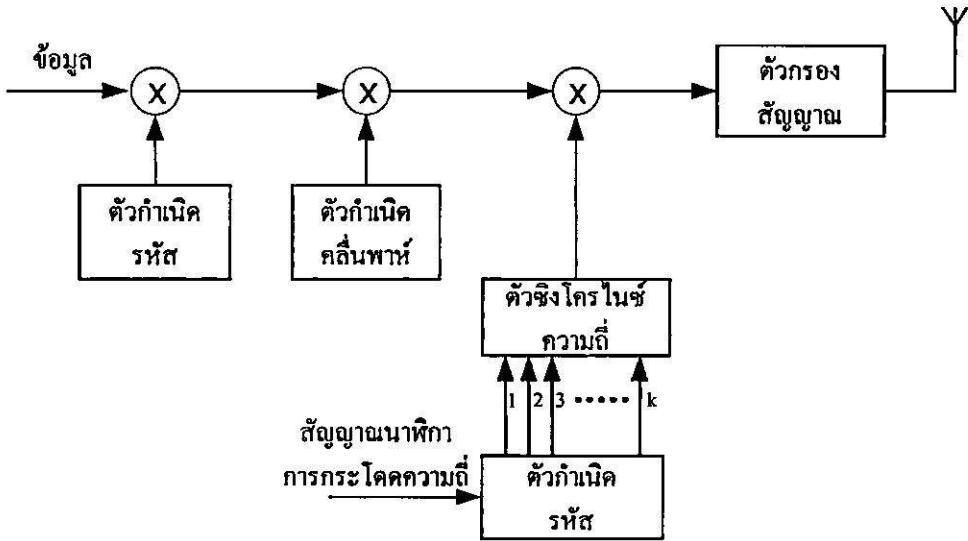 ข้อมูล
X
X
X
ตัวกรอง
สัญญาณ
ตัวกำเนิด
รหัส
ตัวกำเนิด
คลื่นพาห์
ตัวซิงโครไนซ์
ความถี่
1 2 3 ..... k
สัญญาณนาฬิกา
การกระโดดความถี่
ตัวกำเนิด
รหัส